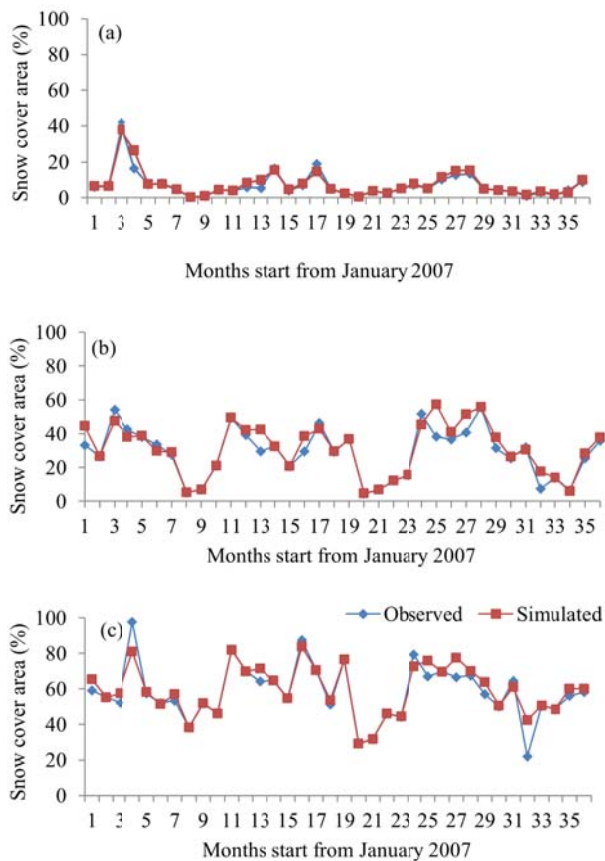 (a)
Snow cover area (%)
100
80
60
40
20
0
1 3 5 7 9 11 13 15 17 19 21 23 25 27 29 31 33 35
Months start from January 2007
(b)
Snow cover area (%)
100
80
60
40
20
0
1 3 5 7 9 11 13 15 17 19 21 23 25 27 29 31 33 35
Months start from January 2007
(c)
Observed Simulated
Snow cover area (%)
100
80
60
40
20
0
1 3 5 7 9 11 13 15 17 19 21 23 25 27 29 31 33 35
Months start from January 2007